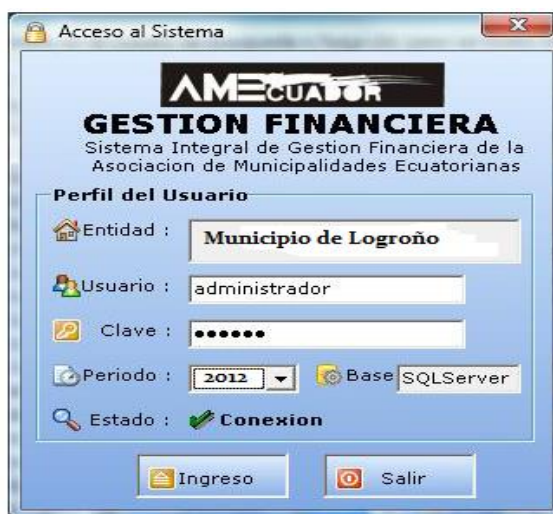 Acceso al Sistema
AMECUADOR
GESTION FINANCIERA
Sistema Integral de Gestion Financiera de la
Asociacion de Municipalidades Ecuatorianas
Perfil del Usuario
Entidad : Municipio de Logroño
Usuario : administrador
Clave : ••••••
Periodo : 2012 Base SQLServer
Estado : Conexion
Ingreso Salir